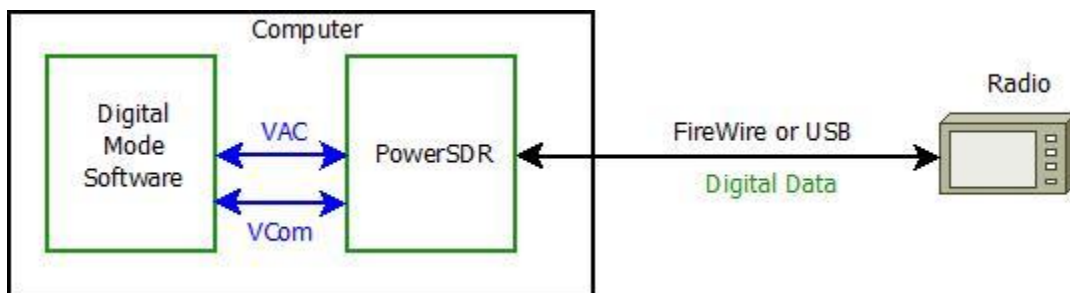 Computer
Digital
Mode
Software
VAC
VCom
PowerSDR
FireWire or USB
Digital Data
Radio